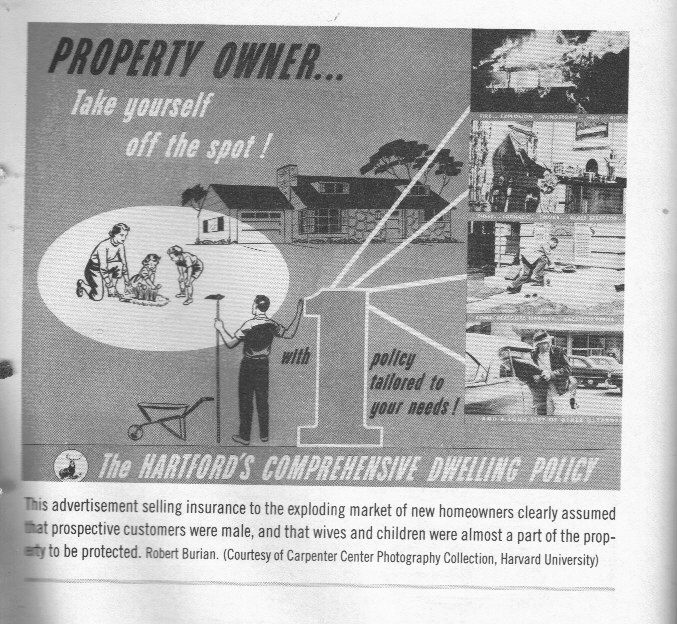 PROPERTY OWNER...
Take yourself
off the spot!
with
1
policy
tailored to
your needs!
The HARTFORD'S COMPREHENSIVE DWELLING POLICY
This advertisement selling insurance to the exploding market of new homeowners clearly assumed
that prospective customers were male, and that wives and children were almost a part of the prop-
erty to be protected. Robert Burian. (Courtesy of Carpenter Center Photography Collection, Harvard University)